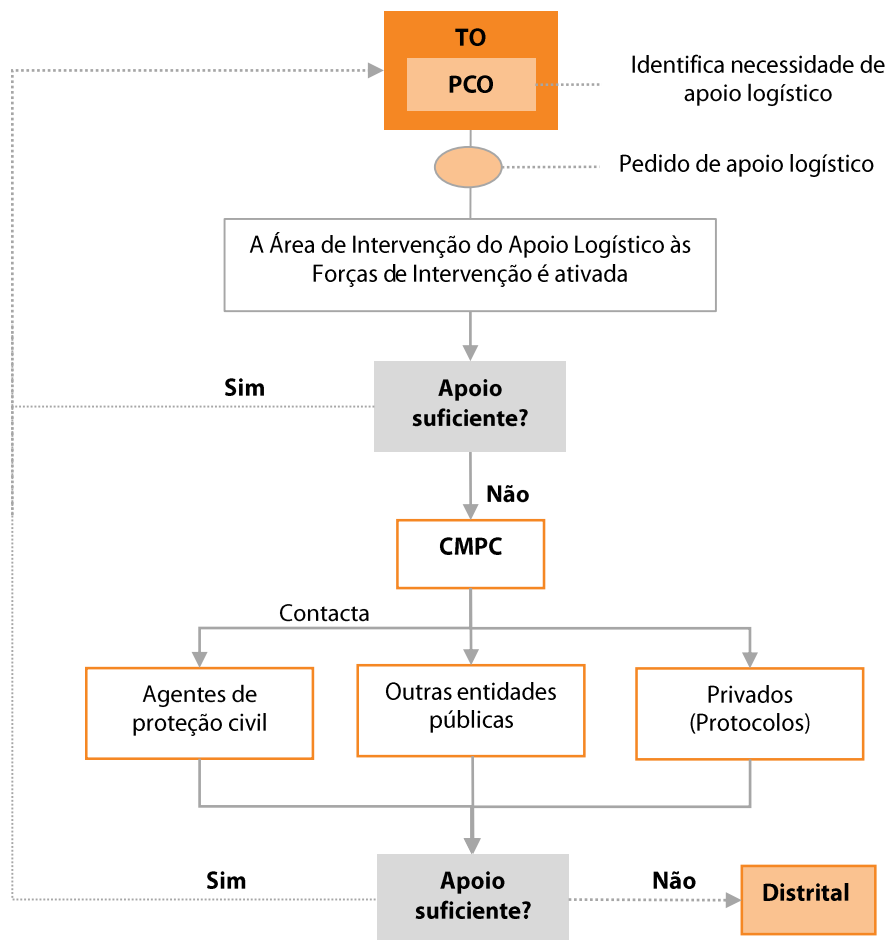 TO
PCO
Identifica necessidade de
apoio logístico
Pedido de apoio logístico
A Área de Intervenção do Apoio Logístico às
Forças de Intervenção é ativada
Sim
Apoio
suficiente?
Não
CMPC
Contacta
Agentes de
proteção civil
Outras entidades
públicas
Privados
(Protocolos)
Sim
Apoio
suficiente?
Não
Distrital